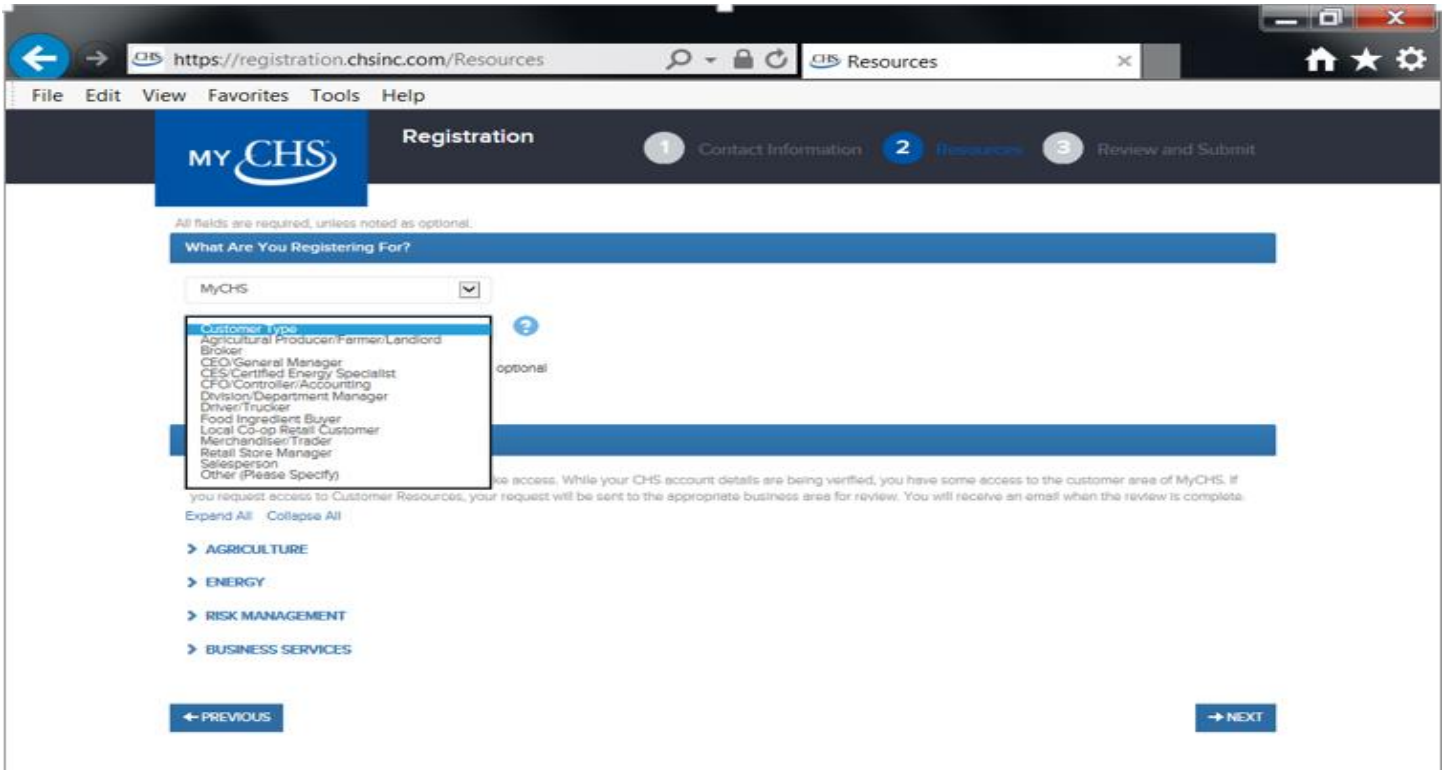 https://registration.chsinc.com/Resources
CHS Resources
File Edit View Favorites Tools Help
MY CHS
Registration
1 Contact Information 2 Resources 3 Review and Submit
All fields are required, unless noted as optional.
What Are You Registering For?
MyCHS
Customer Type
Agricultural Producer/Farmer/Landlord
Broker
CEO/General Manager
CES/Certified Energy Specialist
optional
CFO/Controller/Accounting
Division/Department Manager
Driver/Trucker
Food Ingredient Buyer
Local Co-op Retail Customer
Merchandiser/Trader
Retail Store Manager
Salesperson
Other (Please Specify)
ke access. While your CHS account details are being verified, you have some access to the customer area of MyCHS. If
you request access to Customer Resources, your request will be sent to the appropriate business area for review. You will receive an email when the review is complete.
Expand All Collapse All
AGRICULTURE
ENERGY
RISK MANAGEMENT
BUSINESS SERVICES
PREVIOUS
NEXT